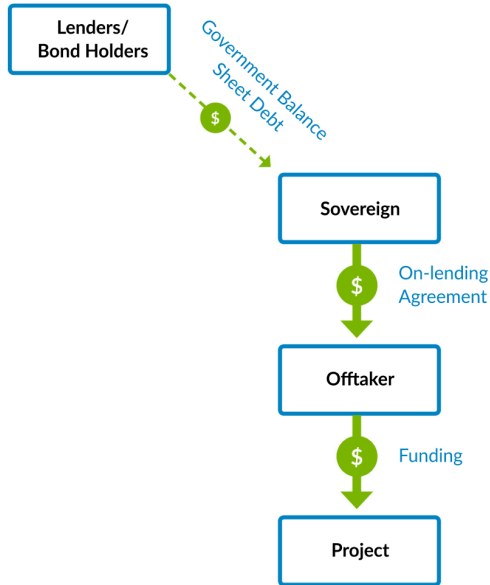 Lenders/
Bond Holders
Government Balance
Sheet Debt
$
Sovereign
$
On-lending
Agreement
Offtaker
$
Funding
Project